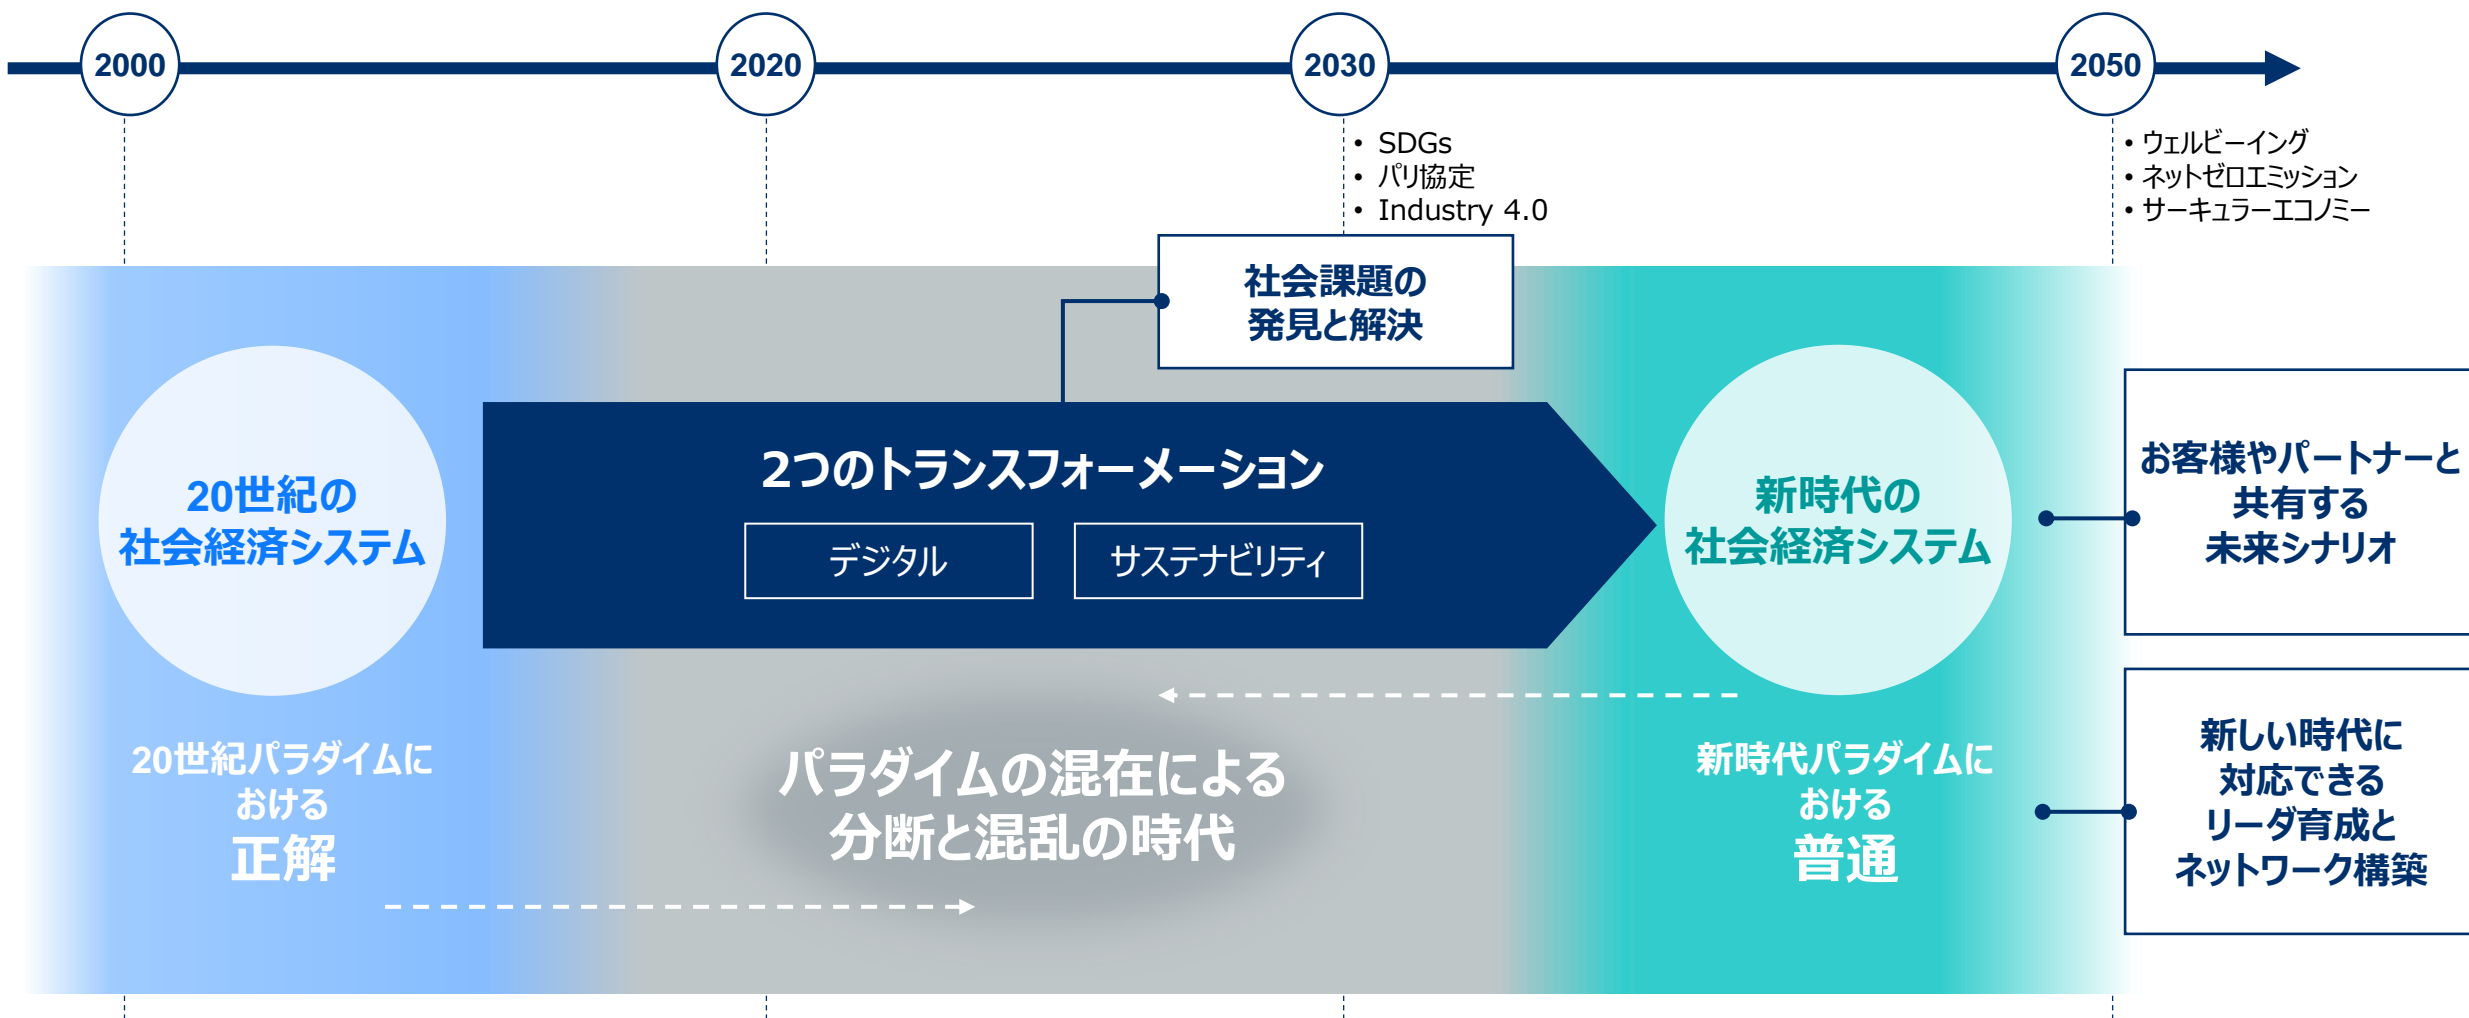 2000
2020
2030
2050
• SDGs
• パリ協定
• Industry 4.0
• ウェルビーイング
• ネットゼロエミッション
• サーキュラーエコノミー
社会課題の
発見と解決
20世紀の
社会経済システム
2つのトランスフォーメーション
デジタル
サステナビリティ
新時代の
社会経済システム
お客様やパートナーと
共有する
未来シナリオ
20世紀パラダイムに
おける
正解
パラダイムの混在による
分断と混乱の時代
新時代パラダイムに
おける
普通
新しい時代に
対応できる
リーダ育成と
ネットワーク構築